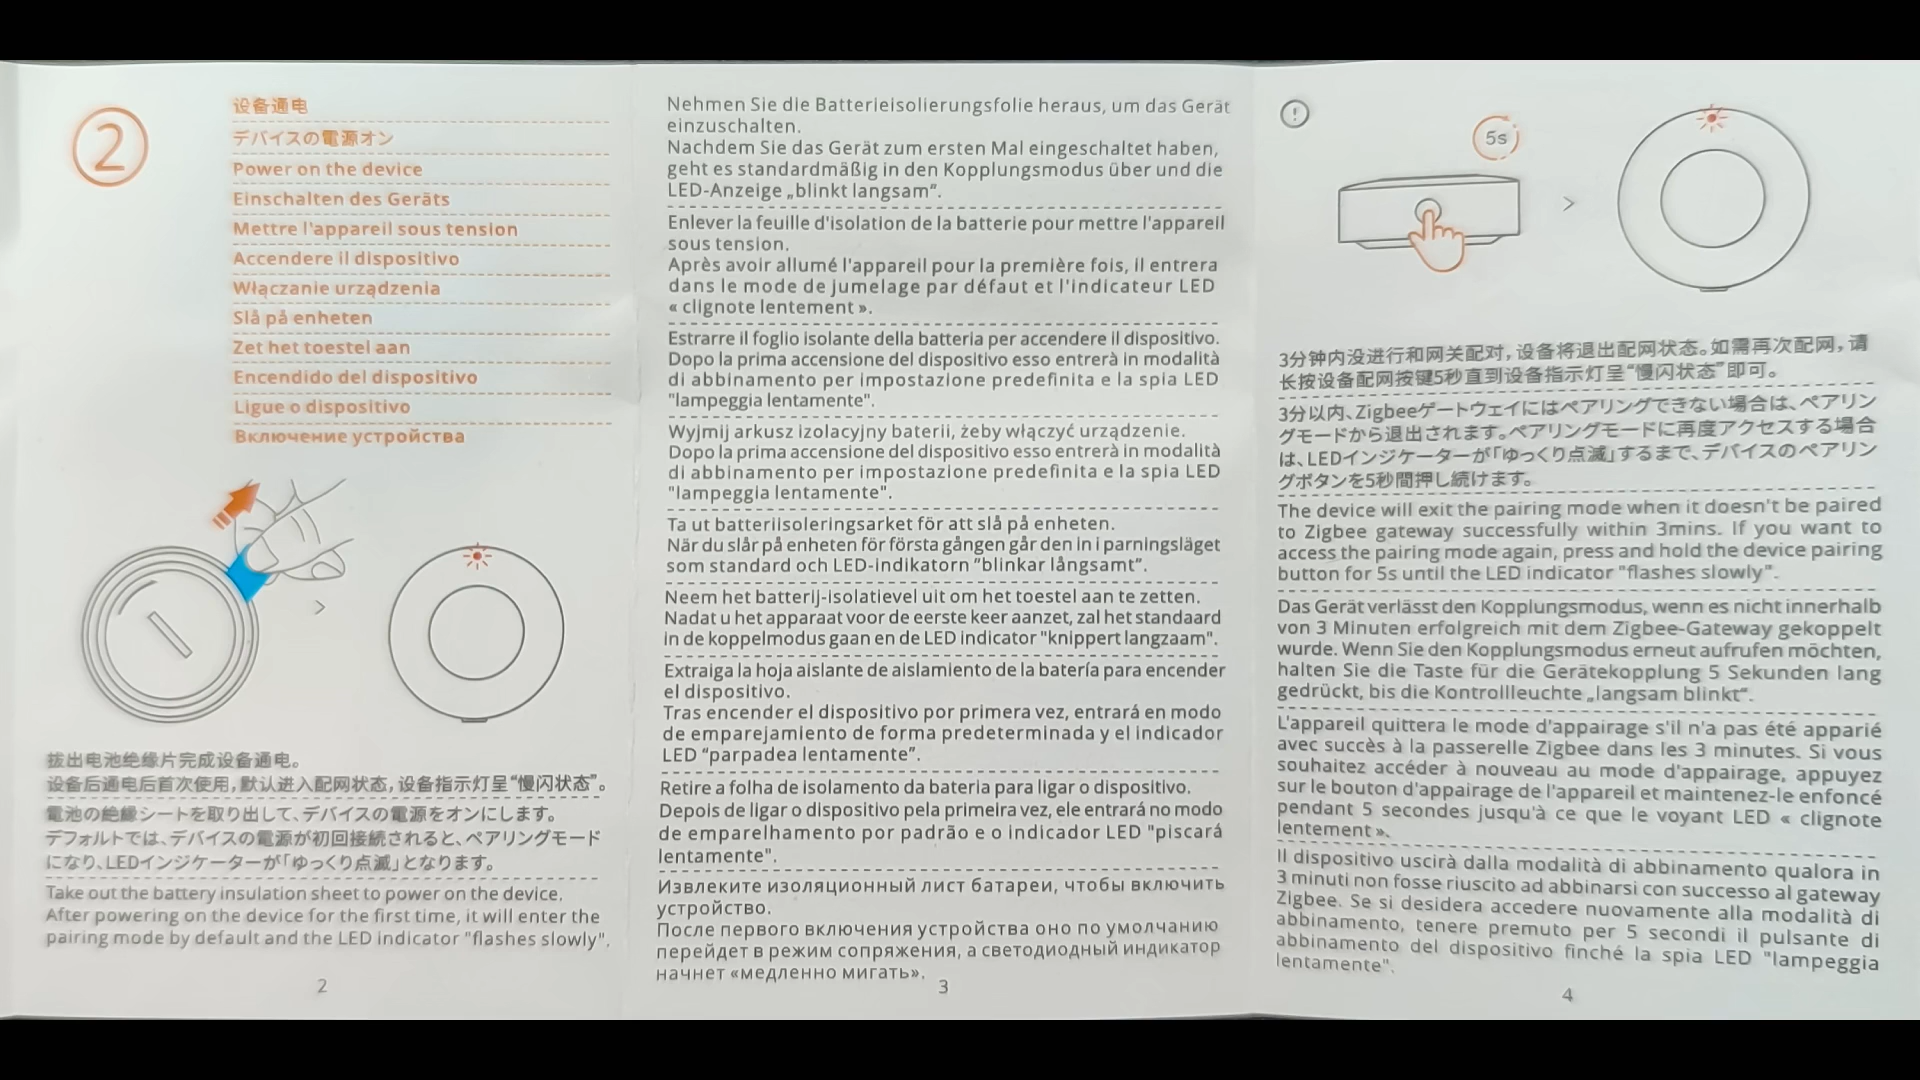 2
设备通电
デバイスの電源オン
Power on the device
Einschalten des Geräts
Mettre l'appareil sous tension
Accendere il dispositivo
Włączanie urządzenia
Slå på enheten
Zet het toestel aan
Encendido del dispositivo
Ligue o dispositivo
Включение устройства
拔出电池绝缘片完成设备通电。
设备后通电后首次使用，默认进入配网状态，设备指示灯呈“慢闪状态”。
電池の絶縁シートを取り出して、デバイスの電源をオンにします。
デフォルトでは、デバイスの電源が初回接続されると、ペアリングモード
になり、LEDインジケーターが「ゆっくり点滅」となります。
Take out the battery insulation sheet to power on the device.
After powering on the device for the first time, it will enter the
pairing mode by default and the LED indicator "flashes slowly".
2
Nehmen Sie die Batterieisolierungsfolie heraus, um das Gerät
einzuschalten.
Nachdem Sie das Gerät zum ersten Mal eingeschaltet haben,
geht es standardmäßig in den Kopplungsmodus über und die
LED-Anzeige „blinkt langsam“.
Enlever la feuille d'isolation de la batterie pour mettre l'appareil
sous tension.
Après avoir allumé l'appareil pour la première fois, il entrera
dans le mode de jumelage par défaut et l'indicateur LED
« clignote lentement ».
Estrarre il foglio isolante della batteria per accendere il dispositivo.
Dopo la prima accensione del dispositivo esso entrerà in modalità
di abbinamento per impostazione predefinita e la spia LED
"lampeggia lentamente".
Wyjmij arkusz izolacyjny baterii, żeby włączyć urządzenie.
Dopo la prima accensione del dispositivo esso entrerà in modalità
di abbinamento per impostazione predefinita e la spia LED
"lampeggia lentamente".
Ta ut batteriisoleringsarket för att slå på enheten.
När du slår på enheten för första gången går den in i parningsläget
som standard och LED-indikatorn ”blinkar långsamt”.
Neem het batterij-isolatievel uit om het toestel aan te zetten.
Nadat u het apparaat voor de eerste keer aanzet, zal het standaard
in de koppelmodus gaan en de LED indicator "knippert langzaam".
Extraiga la hoja aislante de aislamiento de la batería para encender
el dispositivo.
Tras encender el dispositivo por primera vez, entrará en modo
de emparejamiento de forma predeterminada y el indicador
LED “parpadea lentamente”.
Retire a folha de isolamento da bateria para ligar o dispositivo.
Depois de ligar o dispositivo pela primeira vez, ele entrará no modo
de emparelhamento por padrão e o indicador LED "piscará
lentamente".
Извлеките изоляционный лист батареи, чтобы включить
устройство.
После первого включения устройства оно по умолчанию
перейдет в режим сопряжения, а светодиодный индикатор
начнет «медленно мигать».
3
!
5s
3分钟内没进行和网关配对，设备将退出配网状态。如需再次配网，请
长按设备配网按键5秒直到设备指示灯呈“慢闪状态”即可。
3分以内、Zigbeeゲートウェイにはペアリングできない場合は、ペアリン
グモードから退出されます。ペアリングモードに再度アクセスする場合
は、LEDインジケーターが「ゆっくり点滅」するまで、デバイスのペアリン
グボタンを5秒間押し続けます。
The device will exit the pairing mode when it doesn't be paired
to Zigbee gateway successfully within 3mins. If you want to
access the pairing mode again, press and hold the device pairing
button for 5s until the LED indicator "flashes slowly".
Das Gerät verlässt den Kopplungsmodus, wenn es nicht innerhalb
von 3 Minuten erfolgreich mit dem Zigbee-Gateway gekoppelt
wurde. Wenn Sie den Kopplungsmodus erneut aufrufen möchten,
halten Sie die Taste für die Gerätekopplung 5 Sekunden lang
gedrückt, bis die Kontrollleuchte „langsam blinkt“.
L'appareil quittera le mode d'appairage s'il n'a pas été apparié
avec succès à la passerelle Zigbee dans les 3 minutes. Si vous
souhaitez accéder à nouveau au mode d'appairage, appuyez
sur le bouton d'appairage de l'appareil et maintenez-le enfoncé
pendant 5 secondes jusqu'à ce que le voyant LED « clignote
lentement ».
Il dispositivo uscirà dalla modalità di abbinamento qualora in
3 minuti non fosse riuscito ad abbinarsi con successo al gateway
Zigbee. Se si desidera accedere nuovamente alla modalità di
abbinamento, tenere premuto per 5 secondi il pulsante di
abbinamento del dispositivo finché la spia LED "lampeggia
lentamente".
4